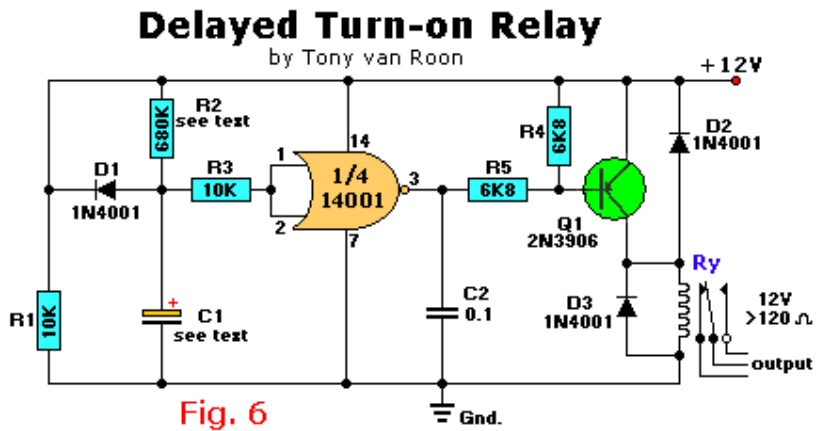 Delayed Turn-on Relay
by Tony van Roon
+12V
R2
see text
680K
R4
6K8
D2
1N4001
14
D1
1N4001
R3
10K
1
2
1/4
14001
3
7
R5
6K8
Q1
2N3906
Ry
R1
10K
C1
+
see text
C2
0.1
D3
1N4001
12V
>120 Ω
output
Fig. 6
Gnd.